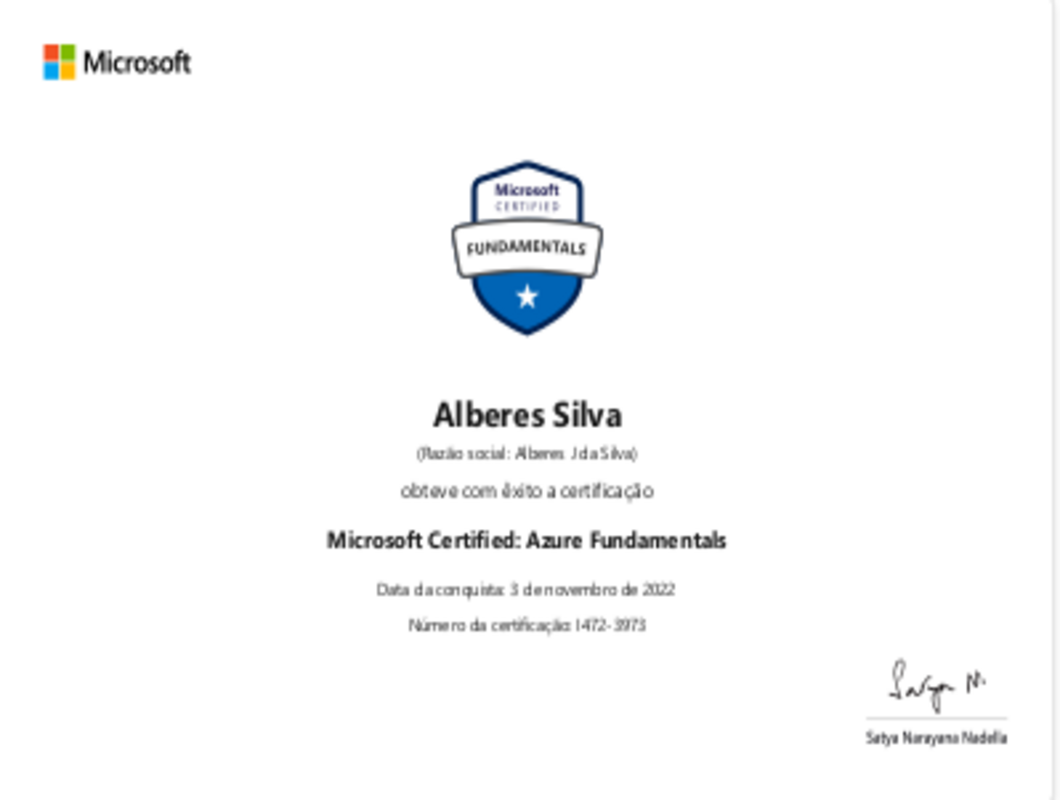 Microsoft
Microsoft
CERTIFIED
FUNDAMENTALS
Alberes Silva
(Razão social: Alberes J da Silva)
obteve com êxito a certificação
Microsoft Certified: Azure Fundamentals
Data da conquista: 3 de novembro de 2022
Número da certificação: I472-3973
Satya N.
Satya Narayana Nadella